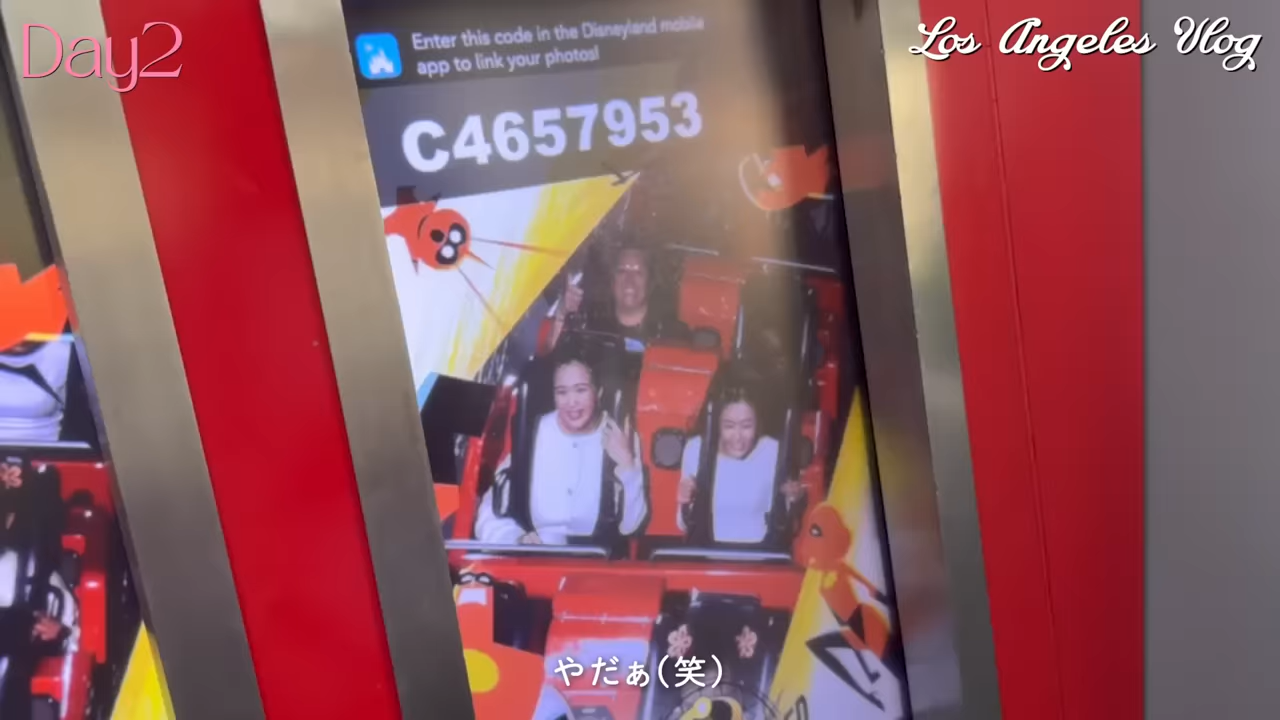 Day2
Los Angeles Vlog
Enter this code in the Disneyland mobile
app to link your photos!
C4657953
やだぁ(笑)